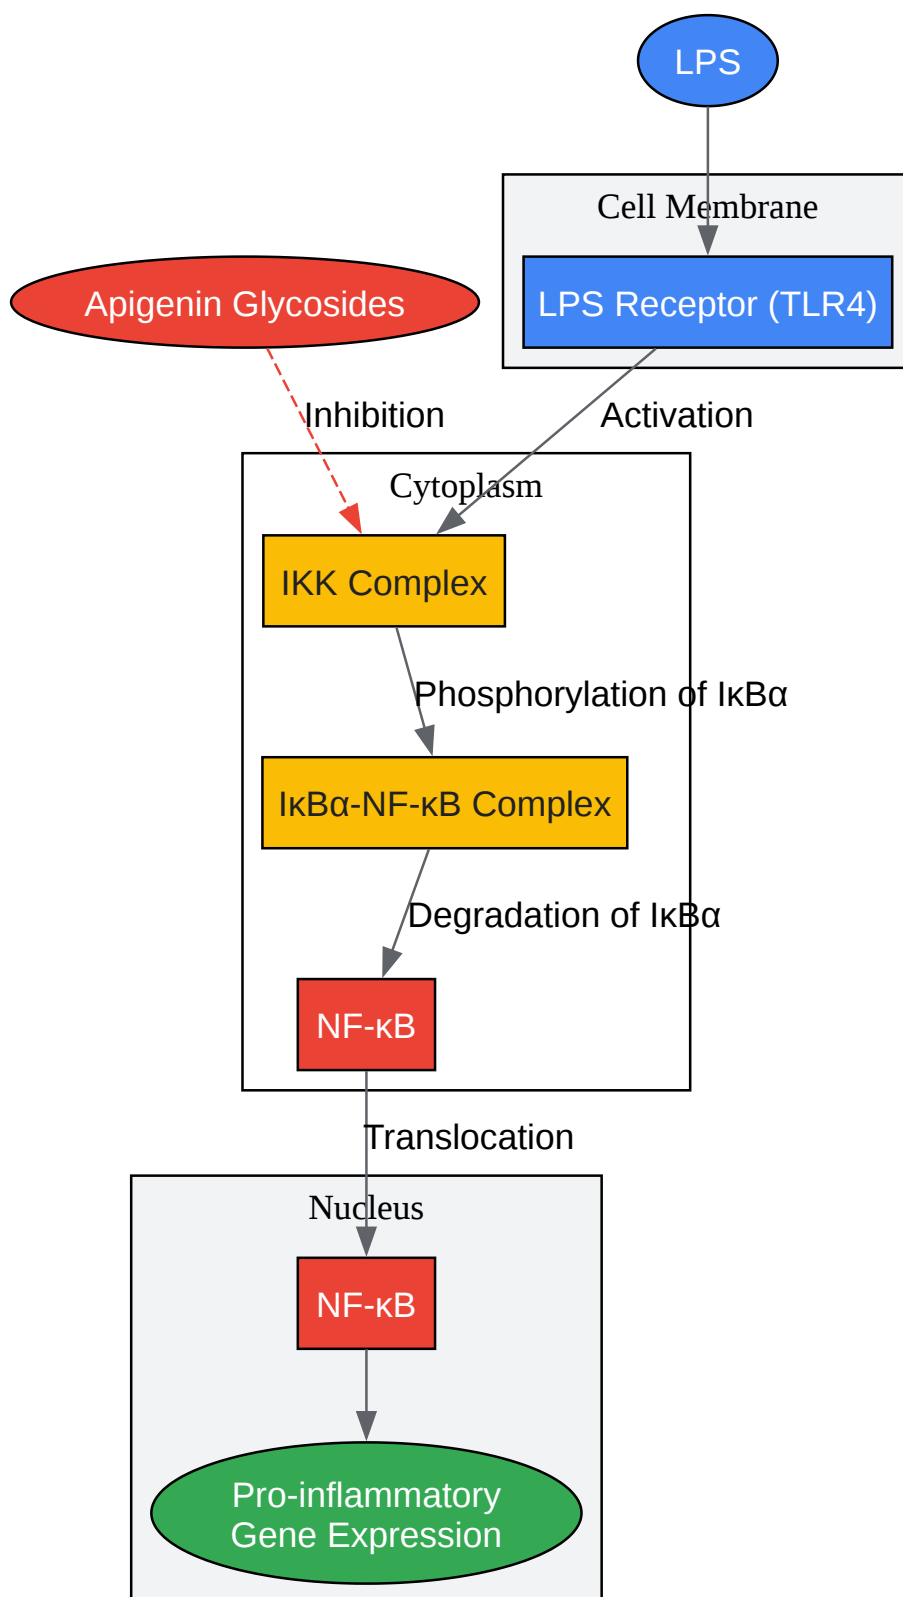 LPS
Cell Membrane
LPS Receptor (TLR4)
Apigenin Glycosides
Inhibition
Activation
Cytoplasm
IKK Complex
Phosphorylation of IκBα
IκBα-NF-κB Complex
Degradation of IκBα
NF-κB
Translocation
Nucleus
NF-κB
Pro-inflammatory
Gene Expression